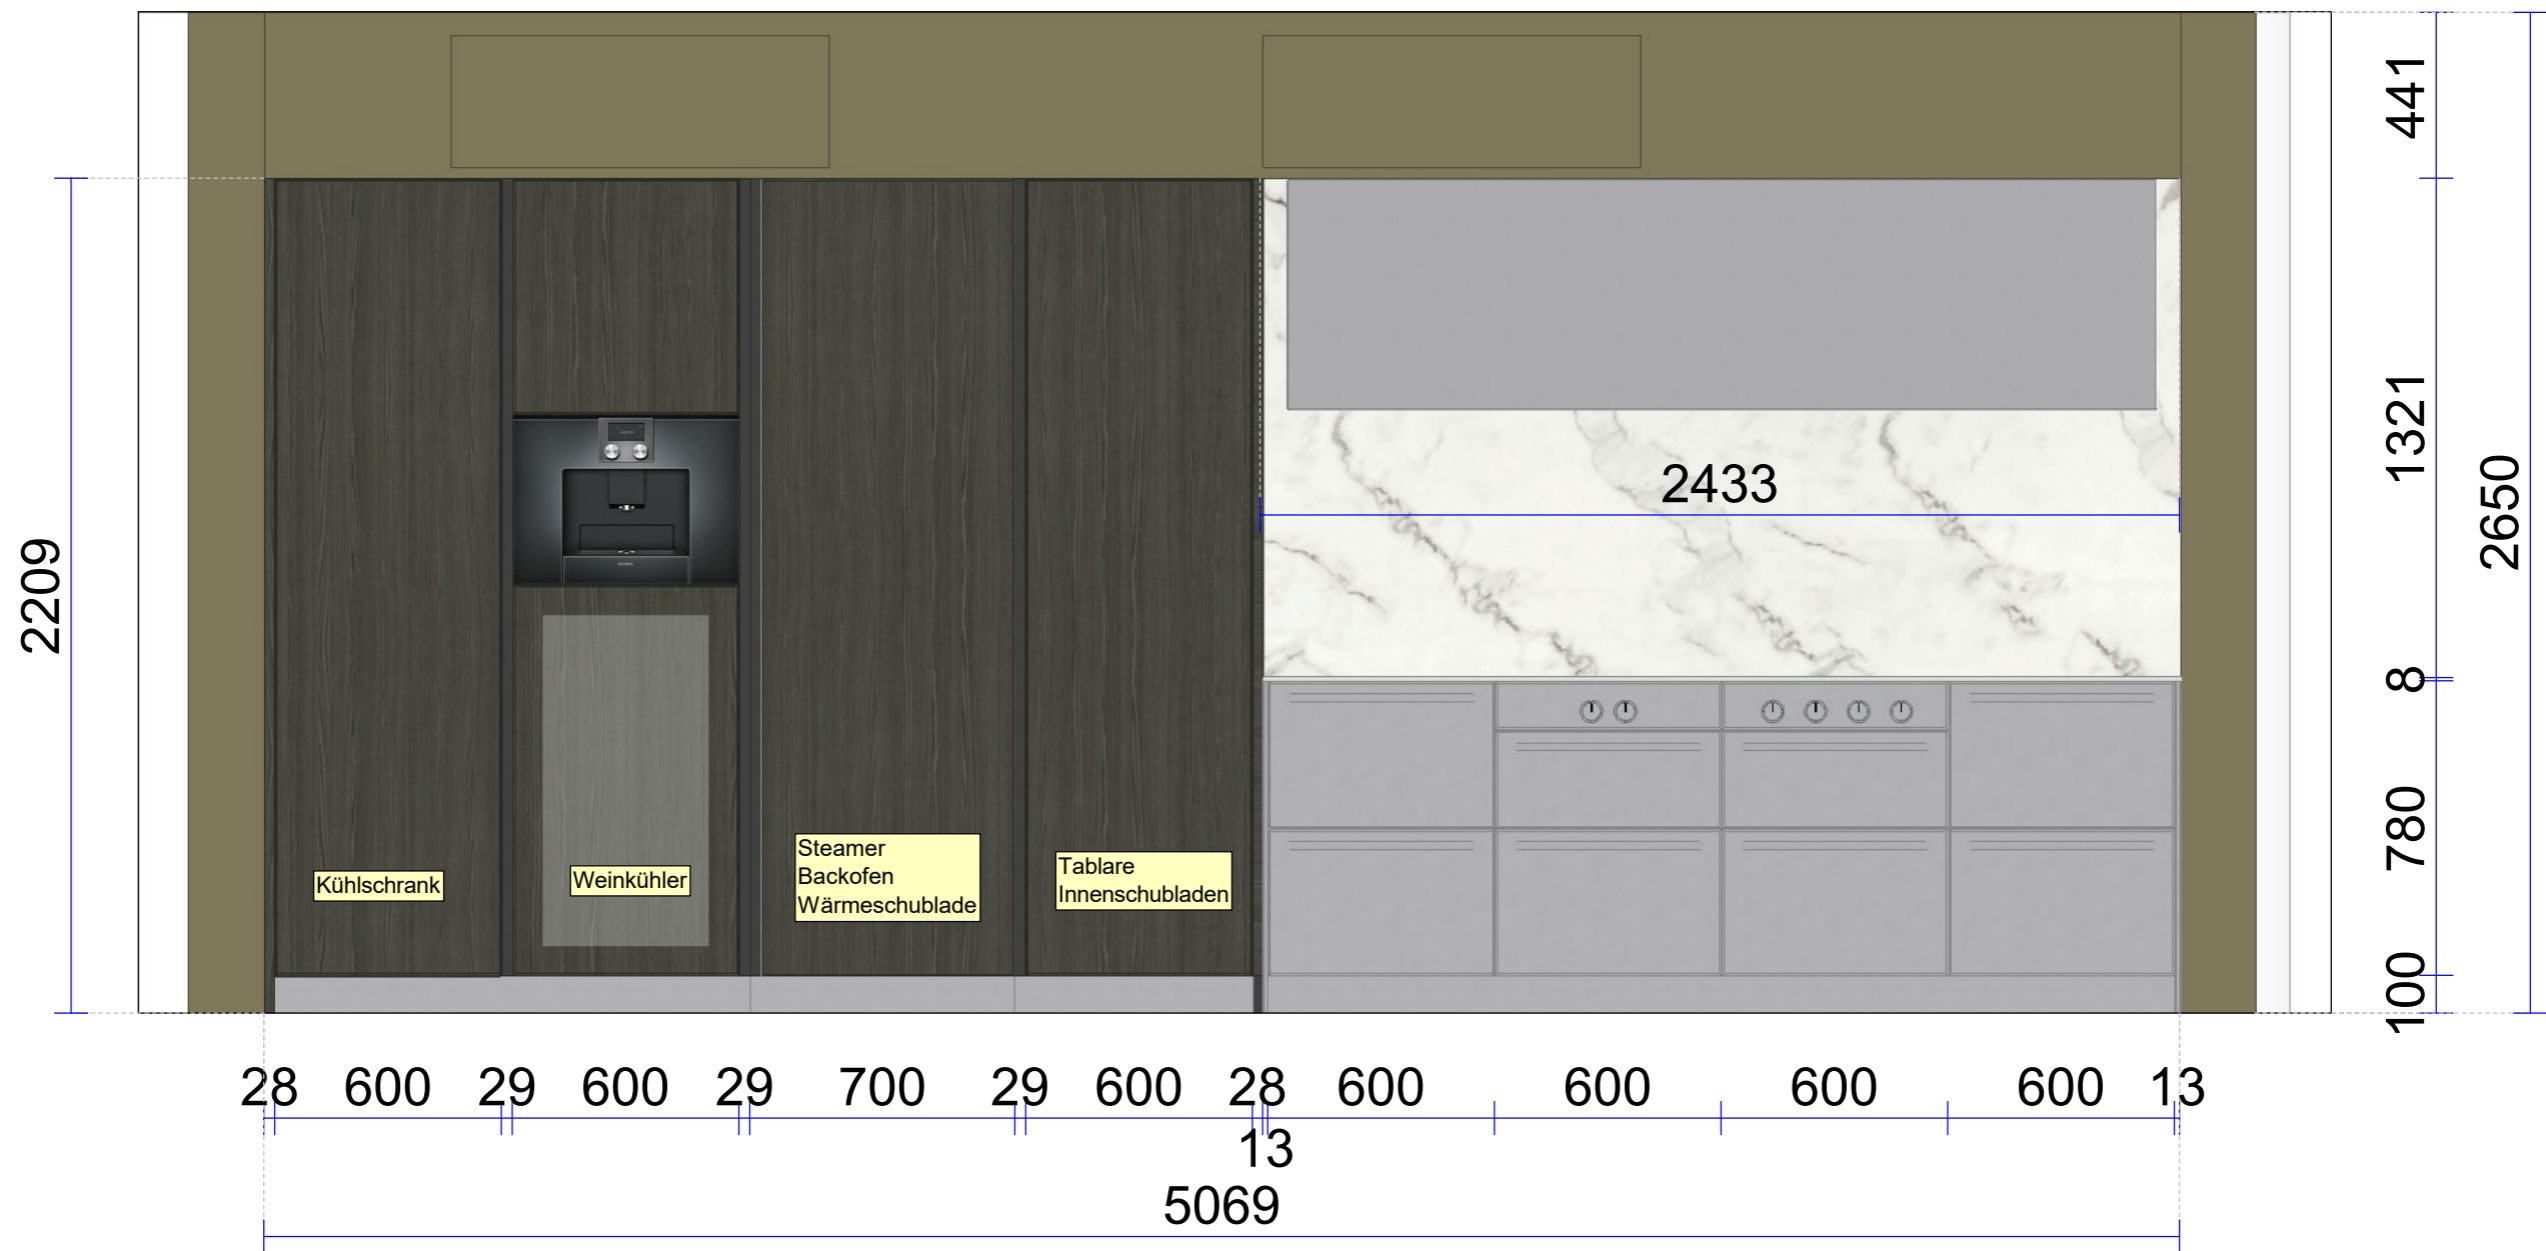 441
1321
2433
2650
2209
8
780
100
Kühlschrank
Weinkühler
Steamer
Backofen
Wärmeschublade
Tablare
Innenschubladen
28 600 29 600 29 700 29 600 28 600 600 600 600 13
13
5069